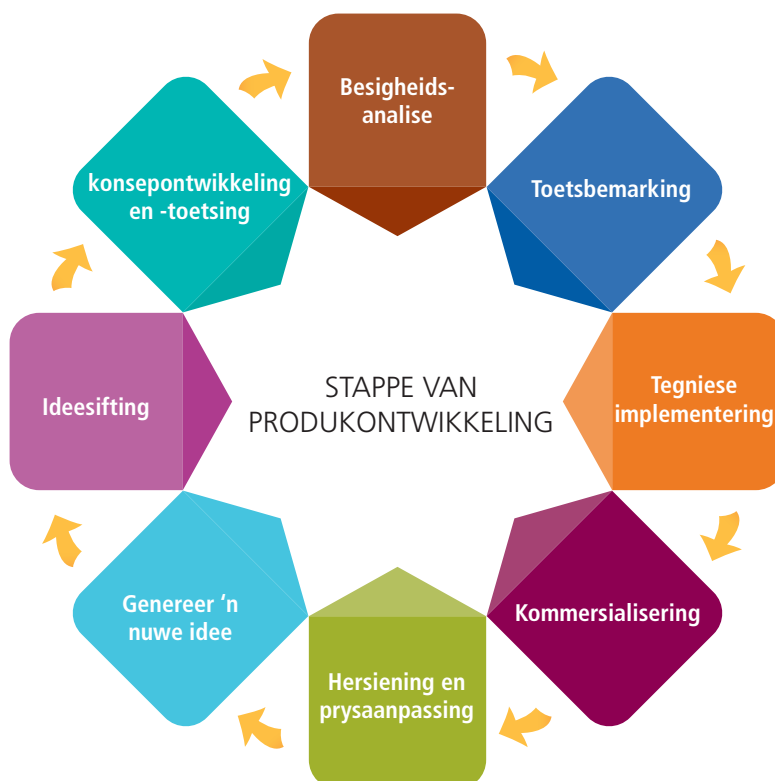 Besigheids-
analise
Toetsbemarking
Tegniese
implementering
Kommersialisering
Hersiening en
prysaanpassing
Genereer ‘n
nuwe idee
Ideesifting
konsepontwikkeling
en -toetsing
STAPPE VAN
PRODUKONTWIKKELING